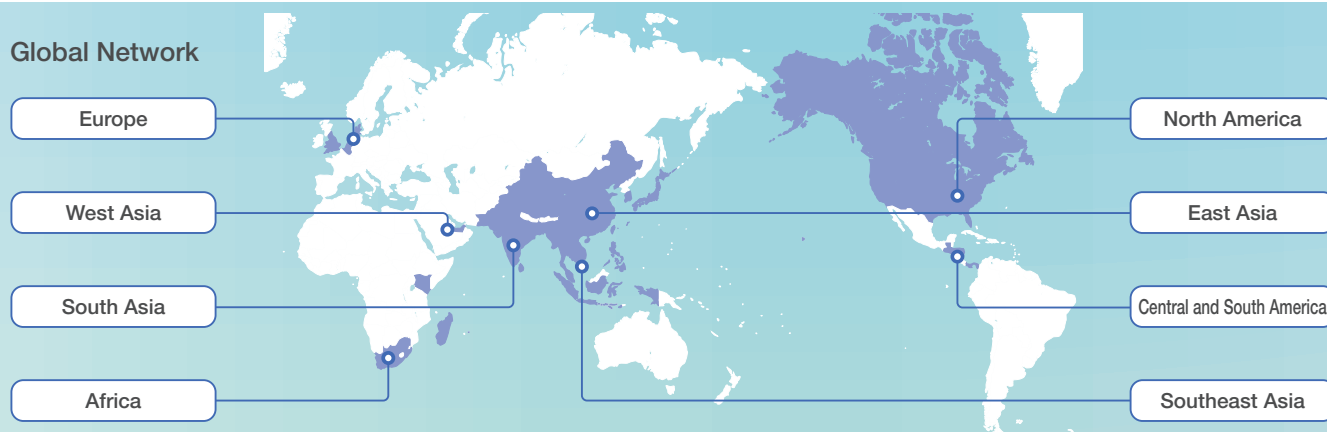 Global Network
Europe
West Asia
South Asia
Africa
North America
East Asia
Central and South America
Southeast Asia